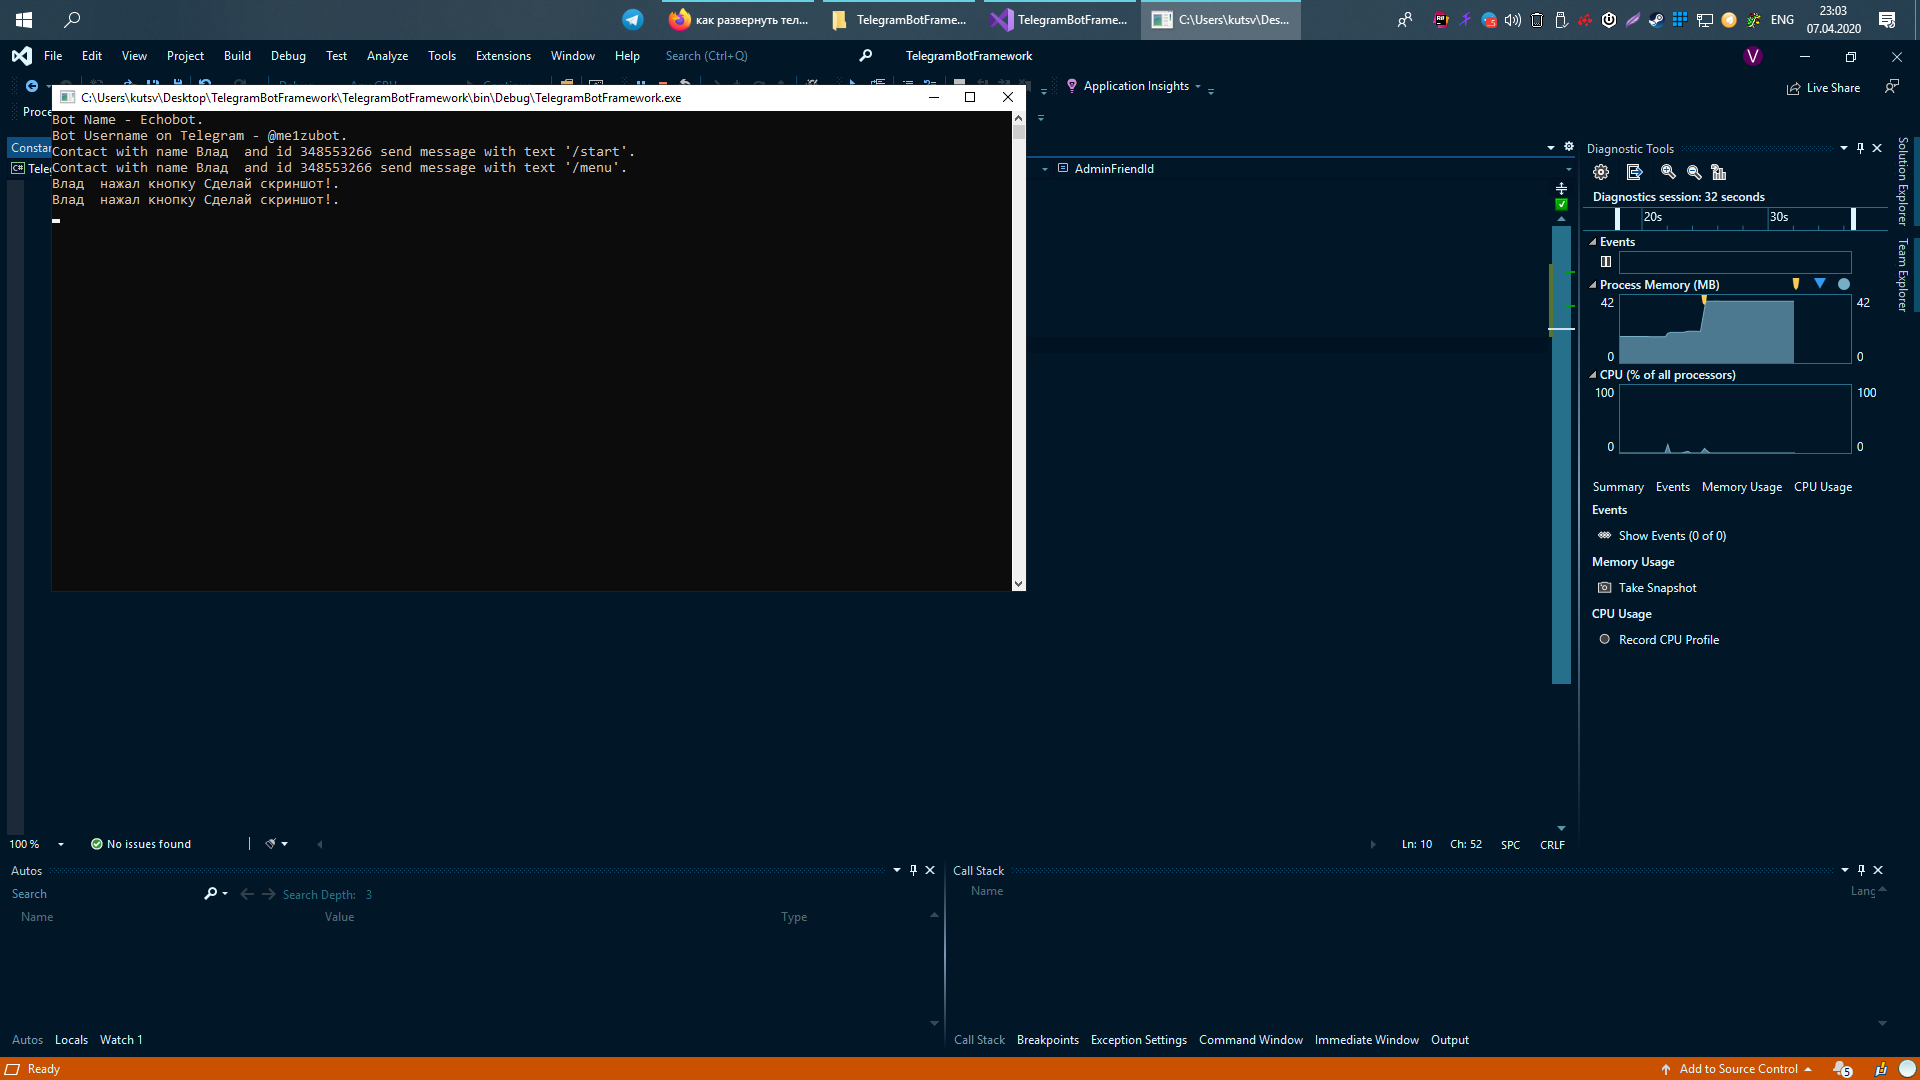 как развернуть тел...
TelegramBotFrame...
TelegramBotFrame...
C:\Users\kutsv\Des...
ENG
23:03
07.04.2020
File Edit View Project Build Debug Test Analyze Tools Extensions Window Help Search (Ctrl+Q) TelegramBotFramework V
Application Insights
Live Share
C:\Users\kutsv\Desktop\TelegramBotFramework\TelegramBotFramework\bin\Debug\TelegramBotFramework.exe
Bot Name - Echobot.
Bot Username on Telegram - @me1zubot.
Contact with name Влад  and id 348553266 send message with text '/start'.
Contact with name Влад  and id 348553266 send message with text '/menu'.
Влад  нажал кнопку Сделай скриншот!.
Влад  нажал кнопку Сделай скриншот!.
Proce
Constan
C# Teleg
AdminFriendId
Diagnostic Tools
Diagnostics session: 32 seconds
20s 30s
Events
Process Memory (MB)
42 42
0 0
CPU (% of all processors)
100 100
0 0
Summary Events Memory Usage CPU Usage
Events
Show Events (0 of 0)
Memory Usage
Take Snapshot
CPU Usage
Record CPU Profile
Solution Explorer
Team Explorer
100 % No issues found Ln: 10 Ch: 52 SPC CRLF
Autos
Search Search Depth: 3
Name Value Type
Autos Locals Watch 1
Call Stack
Name Lang
Call Stack Breakpoints Exception Settings Command Window Immediate Window Output
Ready Add to Source Control 5